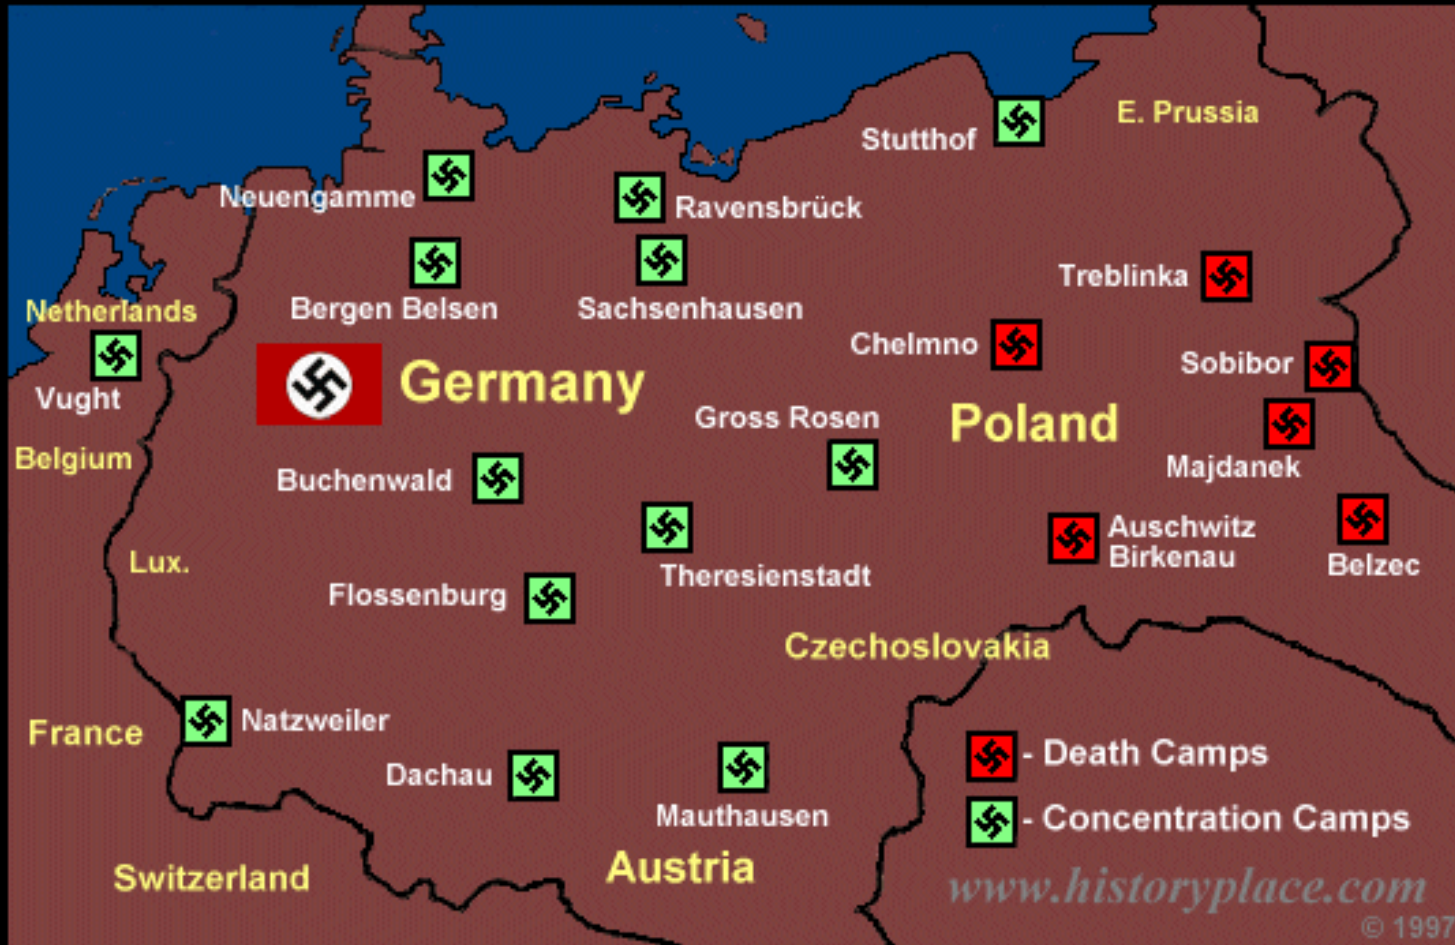 E. Prussia
Stutthof
Neuengamme
Ravensbrück
Bergen Belsen
Sachsenhausen
Treblinka
Netherlands
Vught
Chelmno
Sobibor
Germany
Gross Rosen
Poland
Belgium
Majdanek
Buchenwald
Auschwitz
Birkenau
Belzec
Lux.
Theresienstadt
Flossenburg
Czechoslovakia
France
Natzweiler
- Death Camps
Dachau
Mauthausen
- Concentration Camps
Austria
Switzerland
www.historyplace.com
© 1997